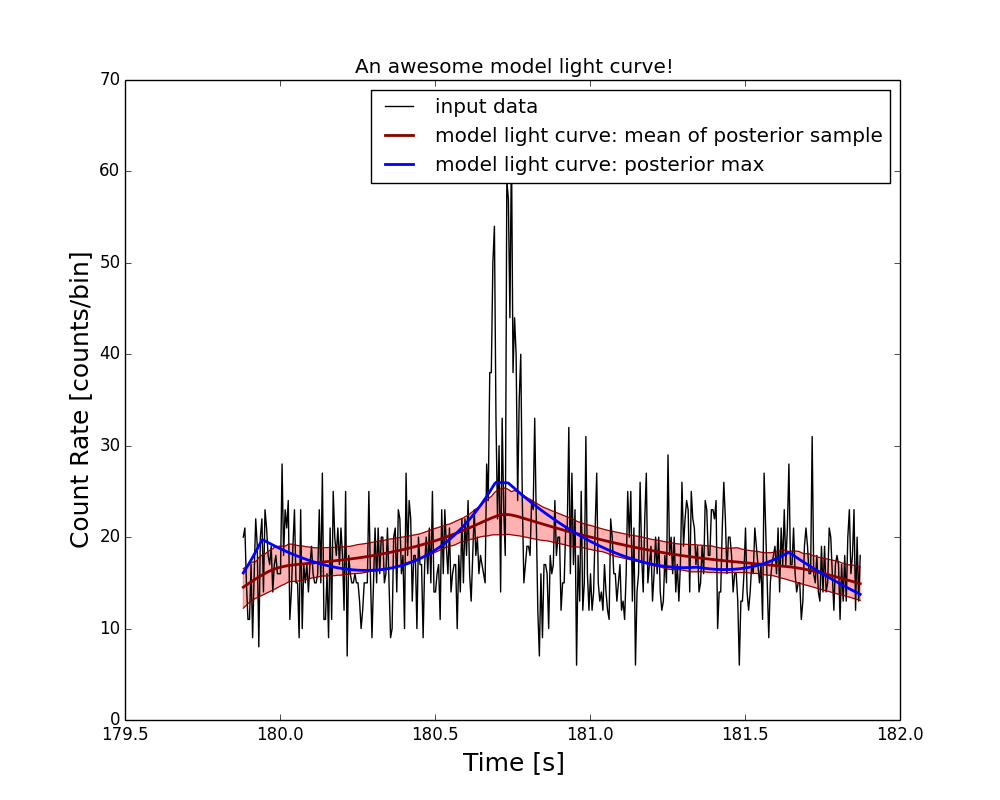 An awesome model light curve!
input data
model light curve: mean of posterior sample
model light curve: posterior max
Count Rate [counts/bin]
70
60
50
40
30
20
10
0
179.5 180.0 180.5 181.0 181.5 182.0
Time [s]